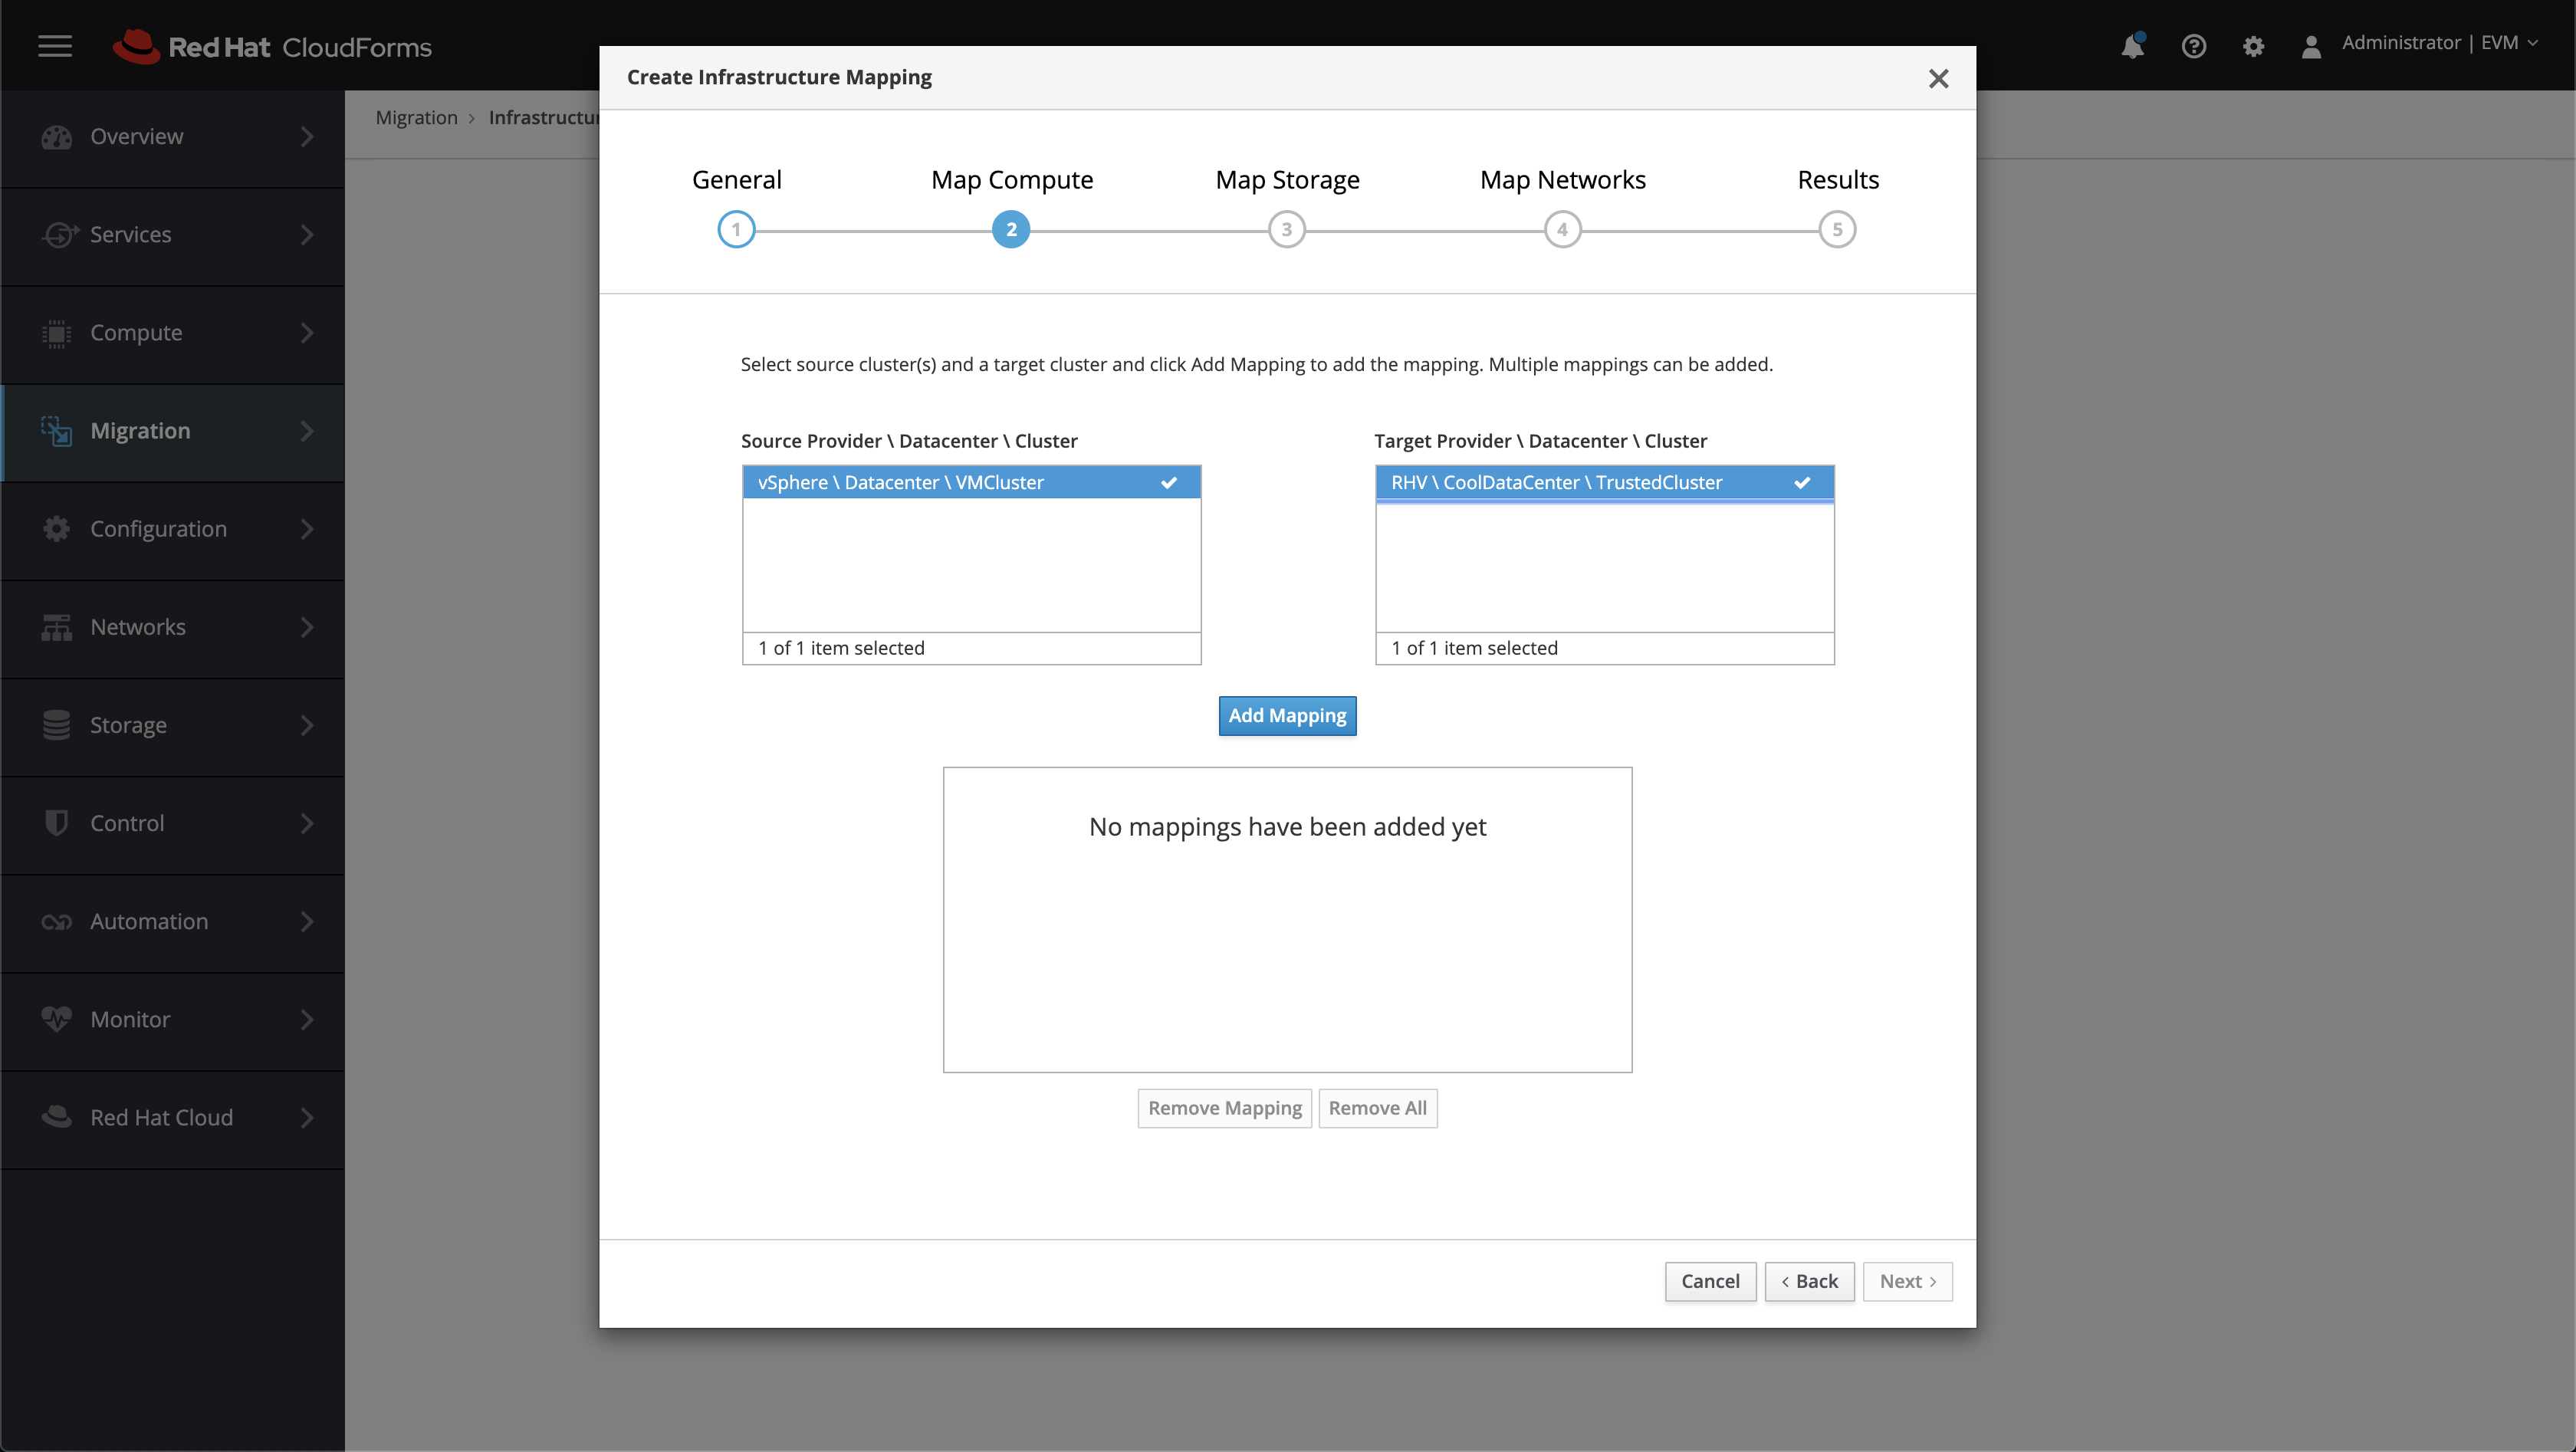 Red Hat CloudForms
Administrator | EVM
Overview
Services
Compute
Migration
Configuration
Networks
Storage
Control
Automation
Monitor
Red Hat Cloud
Migration > Infrastructu
Create Infrastructure Mapping
General
Map Compute
Map Storage
Map Networks
Results
1
2
3
4
5
Select source cluster(s) and a target cluster and click Add Mapping to add the mapping. Multiple mappings can be added.
Source Provider \ Datacenter \ Cluster
vSphere \ Datacenter \ VMCluster
1 of 1 item selected
Target Provider \ Datacenter \ Cluster
RHV \ CoolDataCenter \ TrustedCluster
1 of 1 item selected
Add Mapping
No mappings have been added yet
Remove Mapping
Remove All
Cancel
< Back
Next >